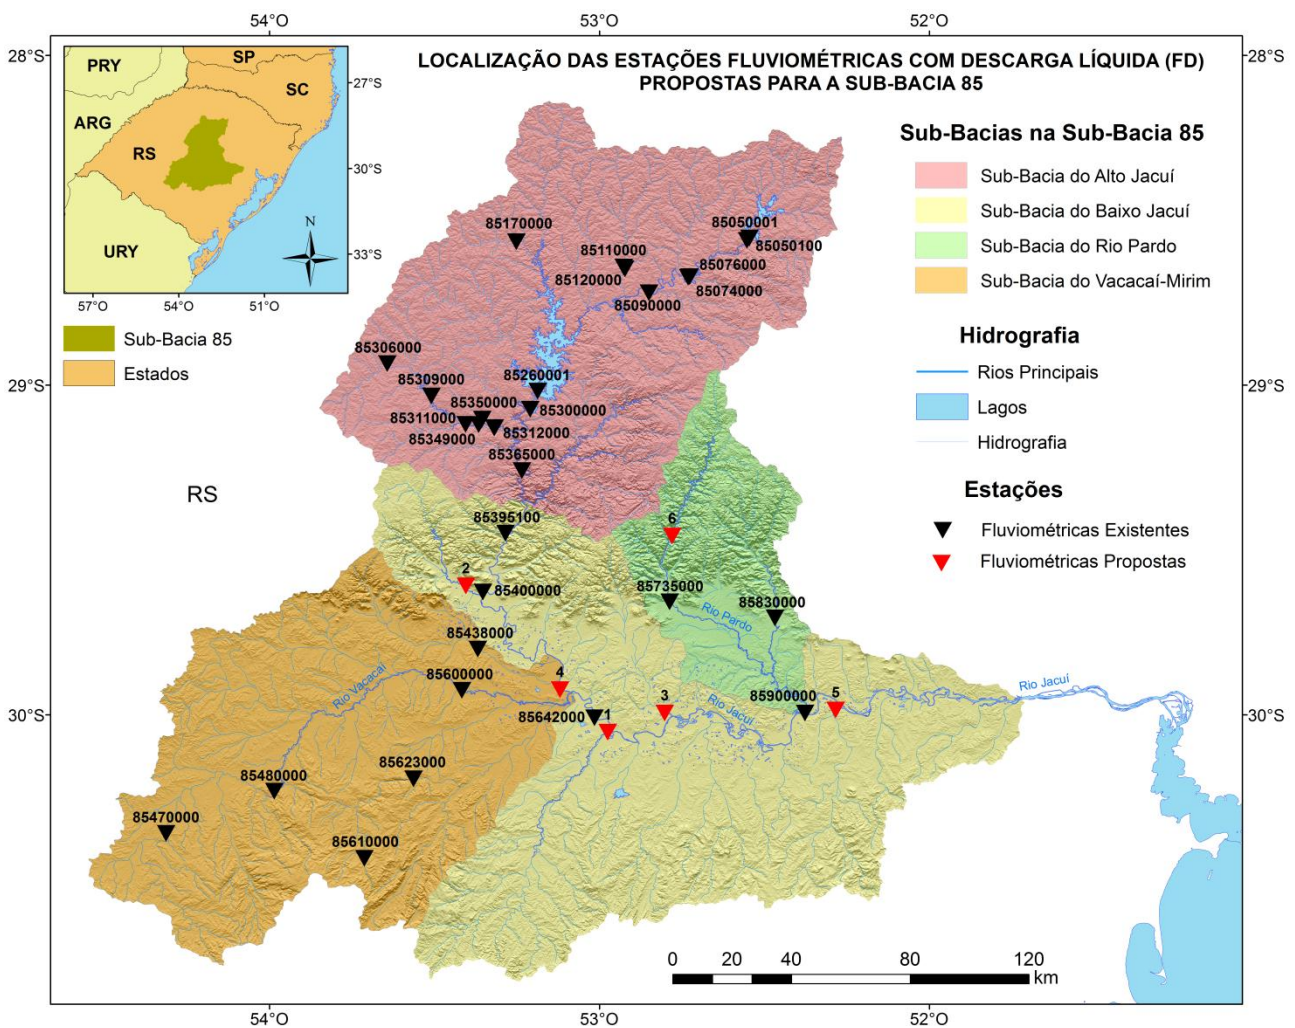 54°O
53°O
52°O
28°S
28°S
LOCALIZAÇÃO DAS ESTAÇÕES FLUVIOMÉTRICAS COM DESCARGA LÍQUIDA (FD)
PROPOSTAS PARA A SUB-BACIA 85
PRY
SP
SC
ARG
RS
URY
N
27°S
30°S
33°S
57°O
54°O
51°O
Sub-Bacia 85
Estados
Sub-Bacias na Sub-Bacia 85
Sub-Bacia do Alto Jacuí
Sub-Bacia do Baixo Jacuí
Sub-Bacia do Rio Pardo
Sub-Bacia do Vacacaí-Mirim
Hidrografia
Rios Principais
Lagos
Hidrografia
Estações
Fluviométricas Existentes
Fluviométricas Propostas
85170000
85050001
85050100
85110000
85076000
85120000
85074000
85090000
85306000
29°S
29°S
85309000
85260001
85350000
85300000
85311000
85312000
85349000
85365000
RS
85395100
6
2
85400000
85735000
85830000
Rio Pardo
85438000
85600000
4
Rio Vacacaí
3
85900000
5
Rio Jacuí
Rio Jacuí
85642000
1
30°S
30°S
85623000
85480000
85470000
85610000
0
20
40
80
120
km
54°O
53°O
52°O